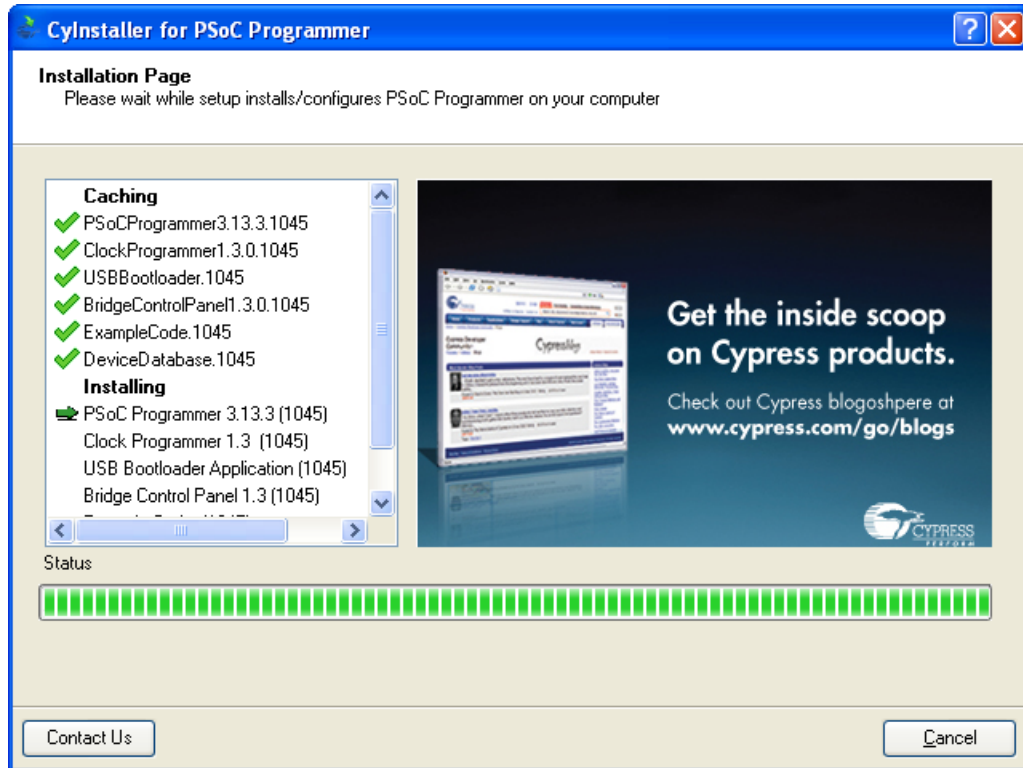 CyInstaller for PSoC Programmer
Installation Page
Please wait while setup installs/configures PSoC Programmer on your computer
Caching
PSoCProgrammer3.13.3.1045
ClockProgrammer1.3.0.1045
USBBootloader.1045
BridgeControlPanel1.3.0.1045
ExampleCode.1045
DeviceDatabase.1045
Installing
PSoC Programmer 3.13.3 (1045)
Clock Programmer 1.3 (1045)
USB Bootloader Application (1045)
Bridge Control Panel 1.3 (1045)
Get the inside scoop
on Cypress products.
Check out Cypress blogoshpere at
www.cypress.com/go/blogs
CYPRESS
PERFORM
Status
Contact Us
Cancel